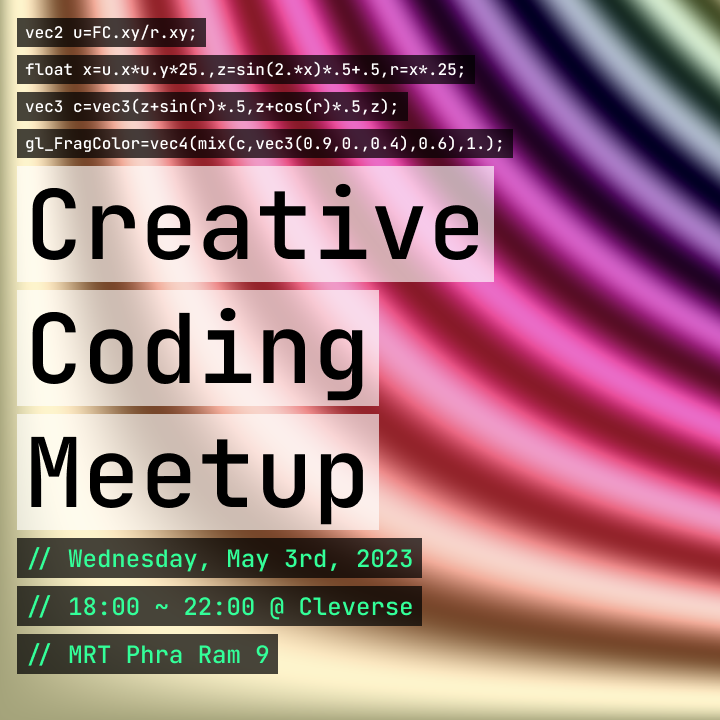 vec2 u=FC.xy/r.xy;
float x=u.x*u.y*25.,z=sin(2.*x)*.5+.5,r=x*.25;
vec3 c=vec3(z+sin(r)*.5,z+cos(r)*.5,z);
gl_FragColor=vec4(mix(c,vec3(0.9,0.,0.4),0.6),1.);
Creative
Coding
Meetup
// Wednesday, May 3rd, 2023
// 18:00 ~ 22:00 @ Cleverse
// MRT Phra Ram 9